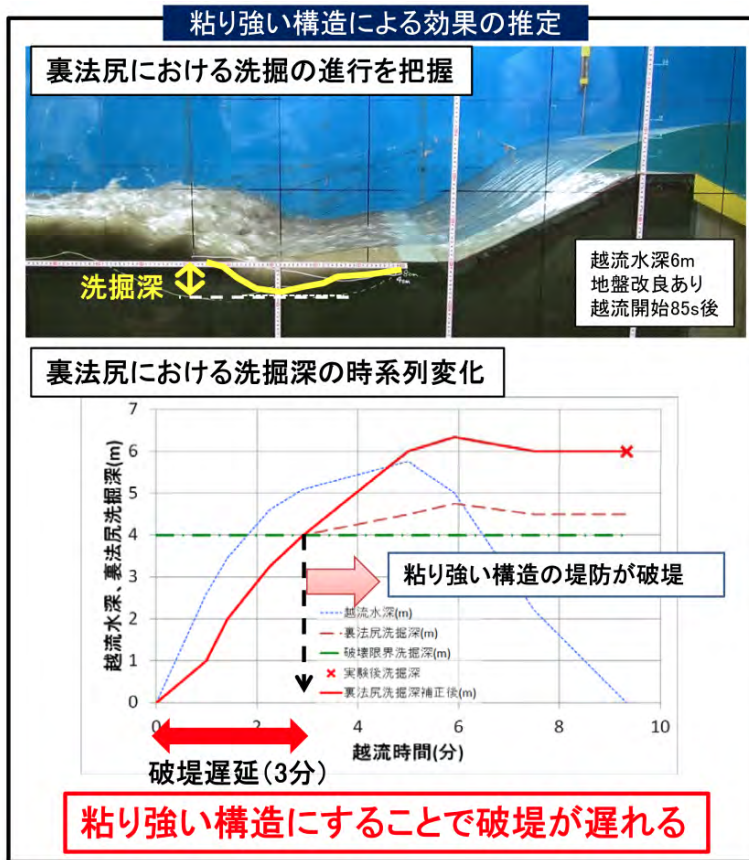 粘り強い構造による効果の推定
裏法尻における洗掘の進行を把握
洗掘深
越流水深6m
地盤改良あり
越流開始85s後
裏法尻における洗掘深の時系列変化
越流水深、裏法尻洗掘深(m)
7
6
5
4
3
2
1
0
粘り強い構造の堤防が破堤
越流水深(m)
裏法尻洗掘深(m)
破壊限界洗掘深(m)
実験後洗掘深
裏法尻洗掘深補正後(m)
0 2 4 6 8 10
越流時間(分)
破堤遅延(3分)
粘り強い構造にすることで破堤が遅れる